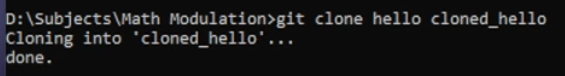 D:\Subjects\Math Modulation>git clone hello cloned_hello
Cloning into 'cloned_hello'...
done.